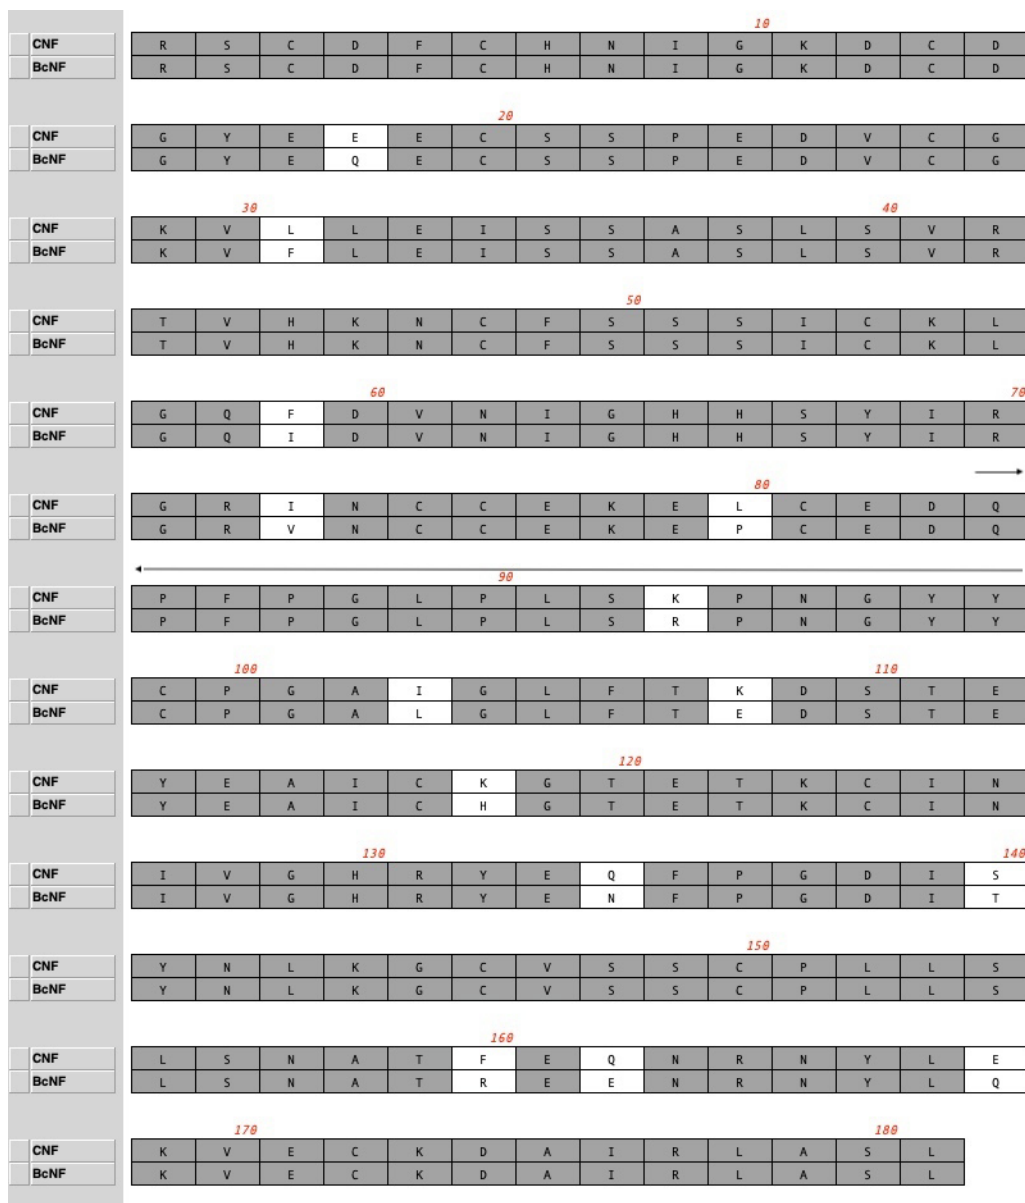 10
CNF R S C D F C H N I G K D C D
BcNF R S C D F C H N I G K D C D
20
CNF G Y E E E C S S P E D V C G
BcNF G Y E Q E C S S P E D V C G
30 40
CNF K V L L E I S S A S L S V R
BcNF K V F L E I S S A S L S V R
50
CNF T V H K N C F S S S I C K L
BcNF T V H K N C F S S S I C K L
60 70
CNF G Q F D V N I G H H S Y I R
BcNF G Q I D V N I G H H S Y I R
80
CNF G R I N C C E K E L C E D Q
BcNF G R V N C C E K E P C E D Q
90
CNF P F P G L P L S K P N G Y Y
BcNF P F P G L P L S R P N G Y Y
100 110
CNF C P G A I G L F T K D S T E
BcNF C P G A L G L F T E D S T E
120
CNF Y E A I C K G T E T K C I N
BcNF Y E A I C H G T E T K C I N
130 140
CNF I V G H R Y E Q F P G D I S
BcNF I V G H R Y E N F P G D I T
150
CNF Y N L K G C V S S C P L L S
BcNF Y N L K G C V S S C P L L S
160
CNF L S N A T F E Q N R N Y L E
BcNF L S N A T R E E N R N Y L Q
170 180
CNF K V E C K D A I R L A S L
BcNF K V E C K D A I R L A S L